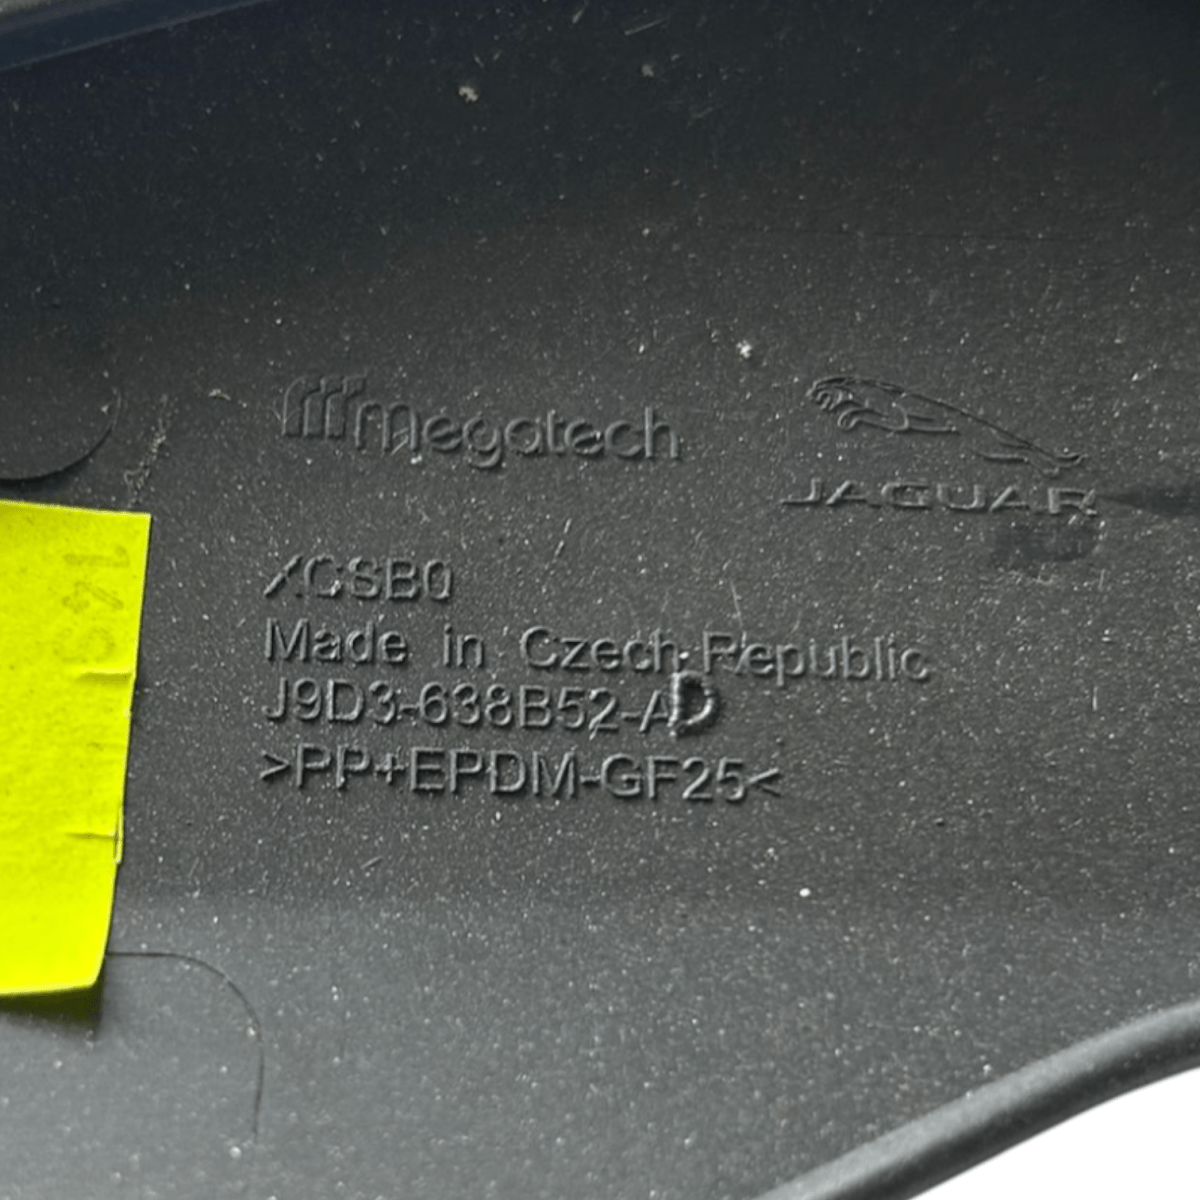 megatech
JAGUAR
XCSB0
Made in Czech Republic
J9D3-638B52-AD
>PP+EPDM-GF25<